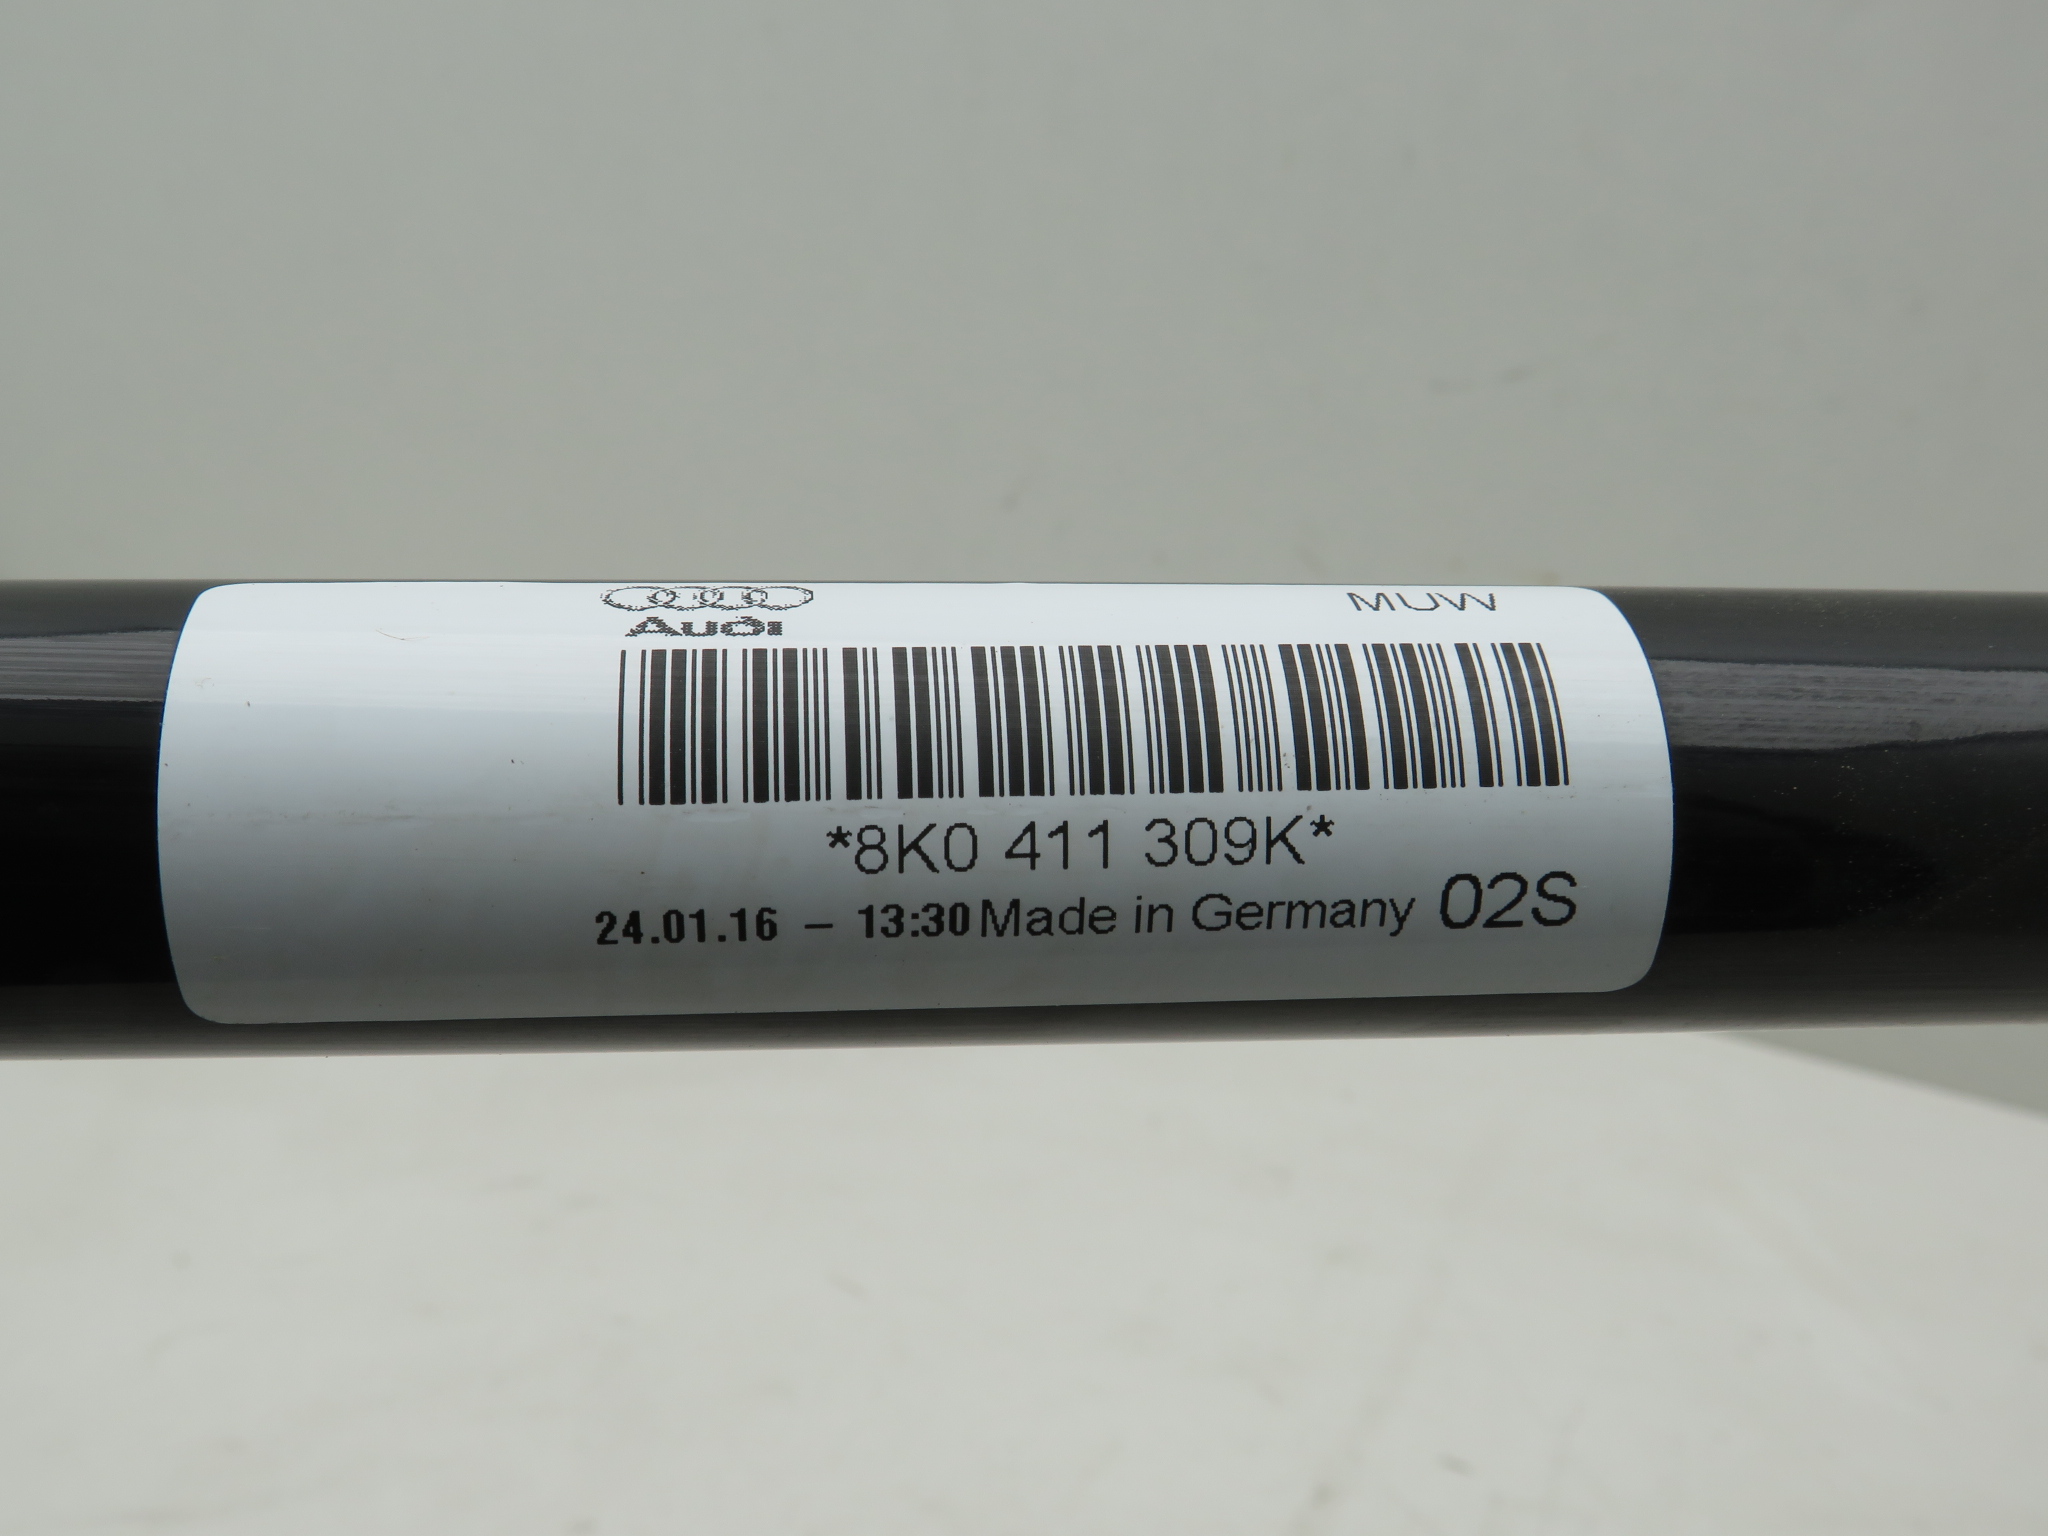 Audi
MUW
*8K0 411 309K*
24.01.16 – 13:30 Made in Germany 02S